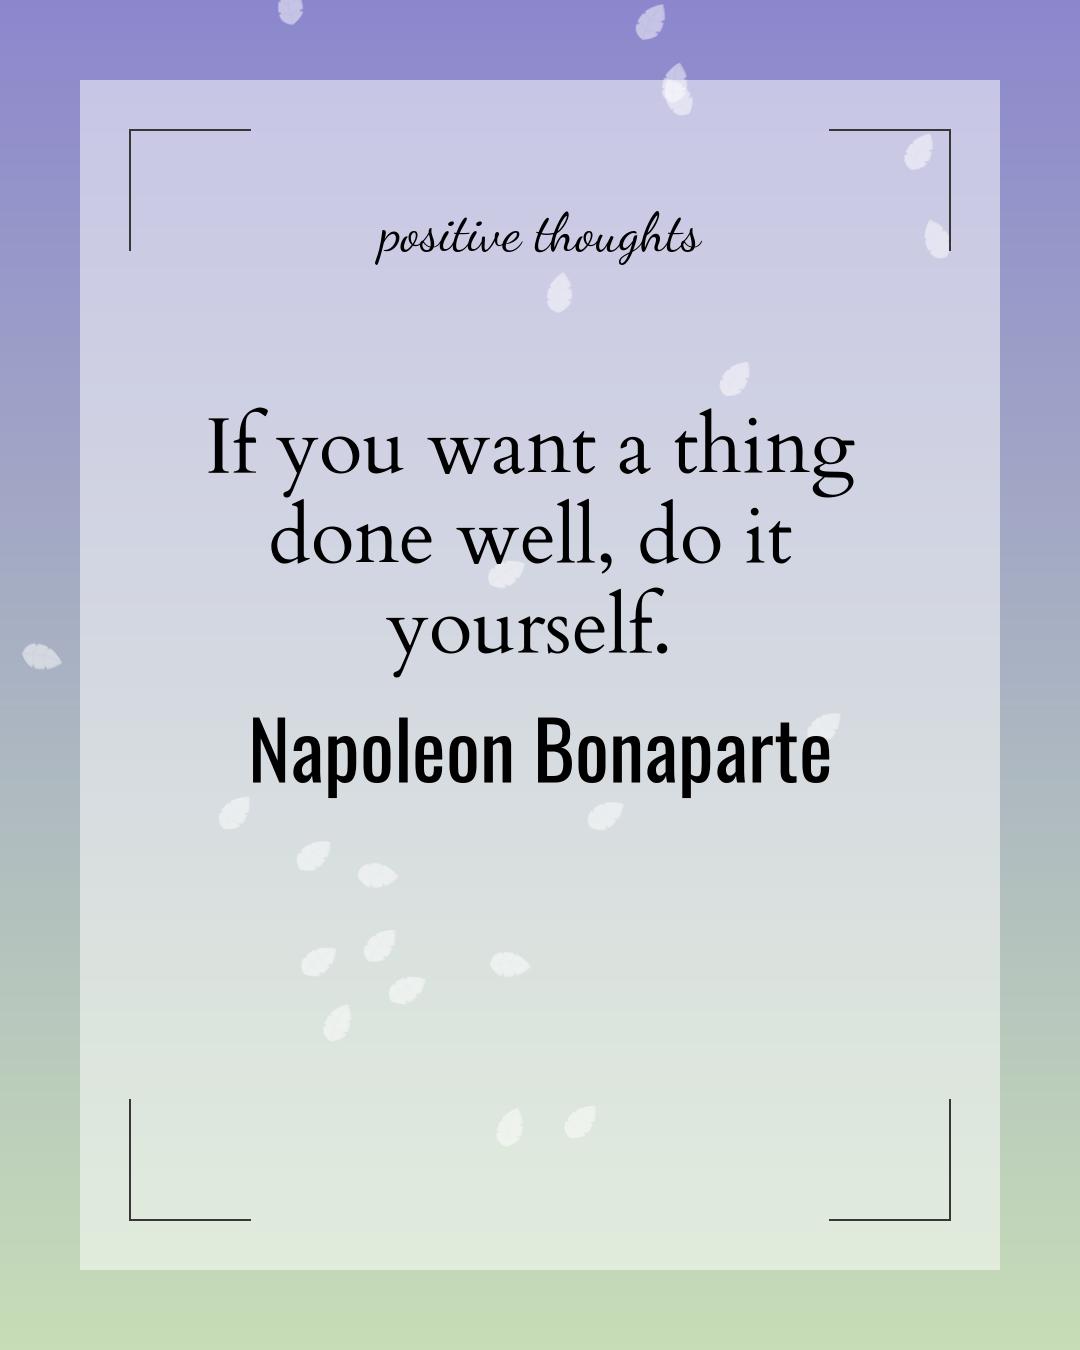 positive thoughts
If you want a thing
done well, do it
yourself.
Napoleon Bonaparte